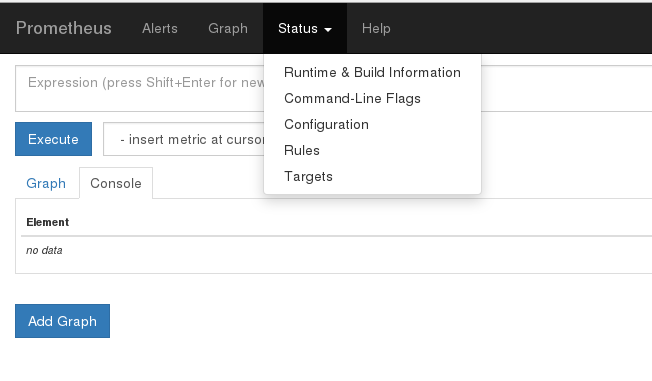 Prometheus Alerts Graph Status Help
Runtime & Build Information
Command-Line Flags
Configuration
Rules
Targets
Expression (press Shift+Enter for new
Execute - insert metric at cursor
Graph Console
Element
no data
Add Graph